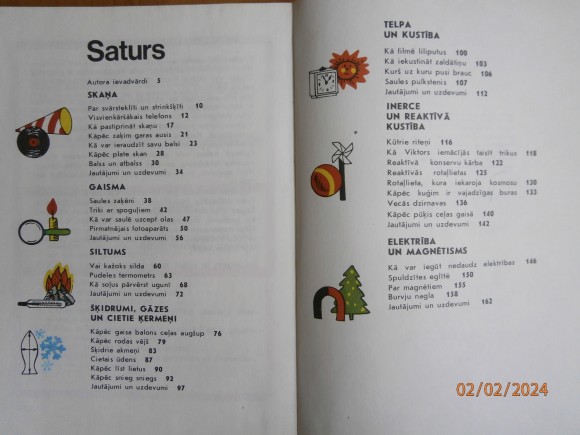 Saturs
Autora ievadvārdi 5
SKAŅA
Par svārsteklīti un strinkšķīti 10
Visvienkāršākais telefons 12
Kā pastiprināt skaņu 17
Kāpēc zaķim garas ausis 21
Kā var ieraudzīt savu balsi 23
Kāpēc plate skan 28
Balss un atbalss 30
Jautājumi un uzdevumi 34
GAISMA
Saules zaķēni 38
Triki ar spoguļiem 42
Kā var saulē uzcept olas 47
Pirmatnējais fotoaparāts 50
Jautājumi un uzdevumi 56
SILTUMS
Vai kažoks silda 60
Pudeles termometrs 63
Kā soļus pārvērst ugunī 68
Jautājumi un uzdevumi 72
ŠĶIDRUMI, GĀZES
UN CIETIE ĶERMEŅI
Kāpēc gaisa balons ceļas augšup 76
Kāpēc rodas vējš 79
Šķidrie akmeņi 83
Cietais ūdens 87
Kāpēc līst lietus 90
Kāpēc snieg sniegs 92
Jautājumi un uzdevumi 97
TELPA
UN KUSTĪBA
Kā filmē liliputus 100
Kā iekustināt zaldātiņu 103
Kurš uz kuru pusi brauc 106
Saules pulkstenis 107
Jautājumi un uzdevumi 112
INERCE
UN REAKTĪVĀ
KUSTĪBA
Kūtrie riteņi 116
Kā Viktors iemācījās taisīt trikus 118
Reaktīvā konservu kārba 122
Reaktīvās rotaļlietas 125
Rotaļlieta, kura iekaroja kosmosu 130
Kāpēc kuģim ir vajadzīgas buras 133
Vecās dzirnavas 136
Kāpēc pūķis ceļas gaisā 140
Jautājumi un uzdevumi 142
ELEKTRĪBA
UN MAGNĒTISMS
Kā var iegūt nedaudz elektrības 146
Spuldzītes eglītē 150
Par magnētiem 155
Burvju nagla 158
Jautājumi un uzdevumi 162
02/02/2024